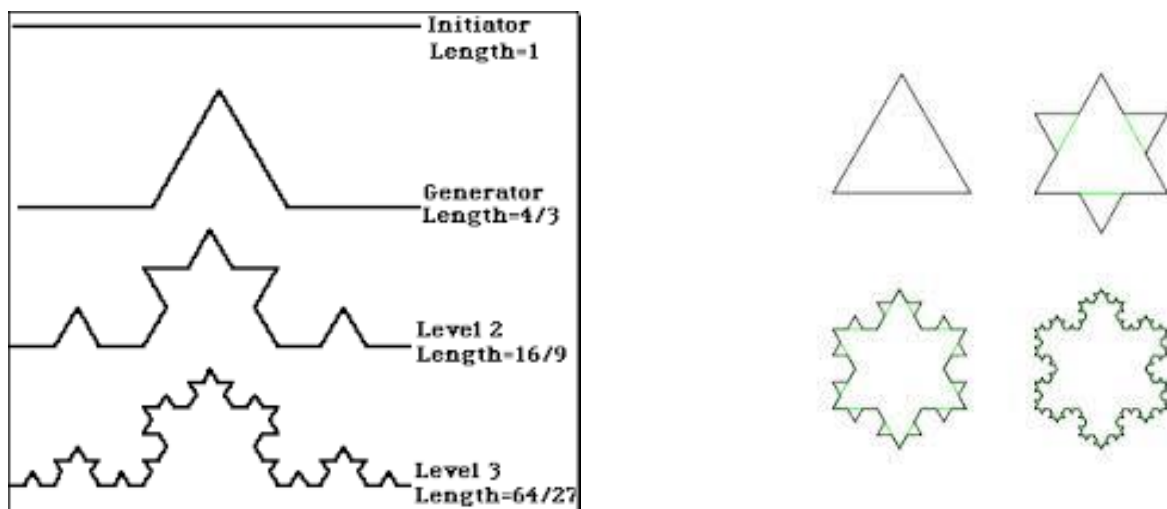 Initiator
Length=1
Generator
Length=4/3
Level 2
Length=16/9
Level 3
Length=64/27